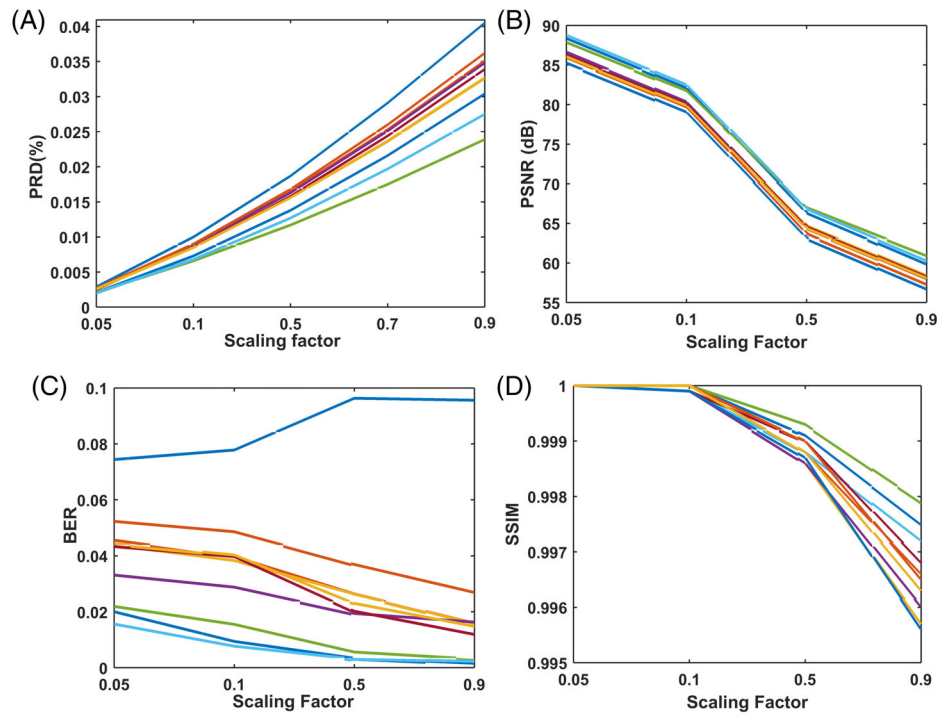 (A)
PRD(%)
0.04
0.035
0.03
0.025
0.02
0.015
0.01
0.005
0
0.05 0.1 0.5 0.7 0.9
Scaling factor
(B)
PSNR (dB)
90
85
80
75
70
65
60
55
0.05 0.1 0.5 0.9
Scaling Factor
(C)
BER
0.1
0.08
0.06
0.04
0.02
0
0.05 0.1 0.5 0.9
Scaling Factor
(D)
SSIM
1
0.999
0.998
0.997
0.996
0.995
0.05 0.1 0.5 0.9
Scaling Factor